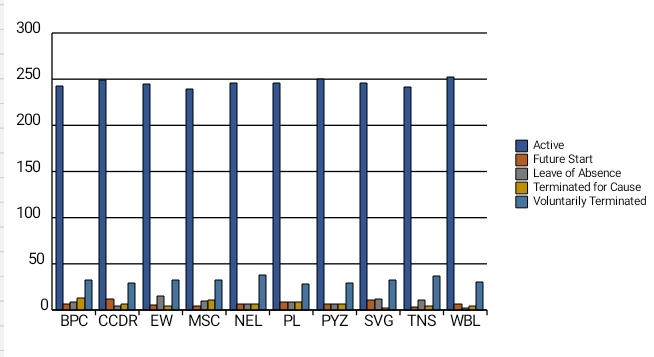 300
250
200
150
100
50
0
BPC CCDR EW MSC NEL PL PYZ SVG TNS WBL
Active
Future Start
Leave of Absence
Terminated for Cause
Voluntarily Terminated